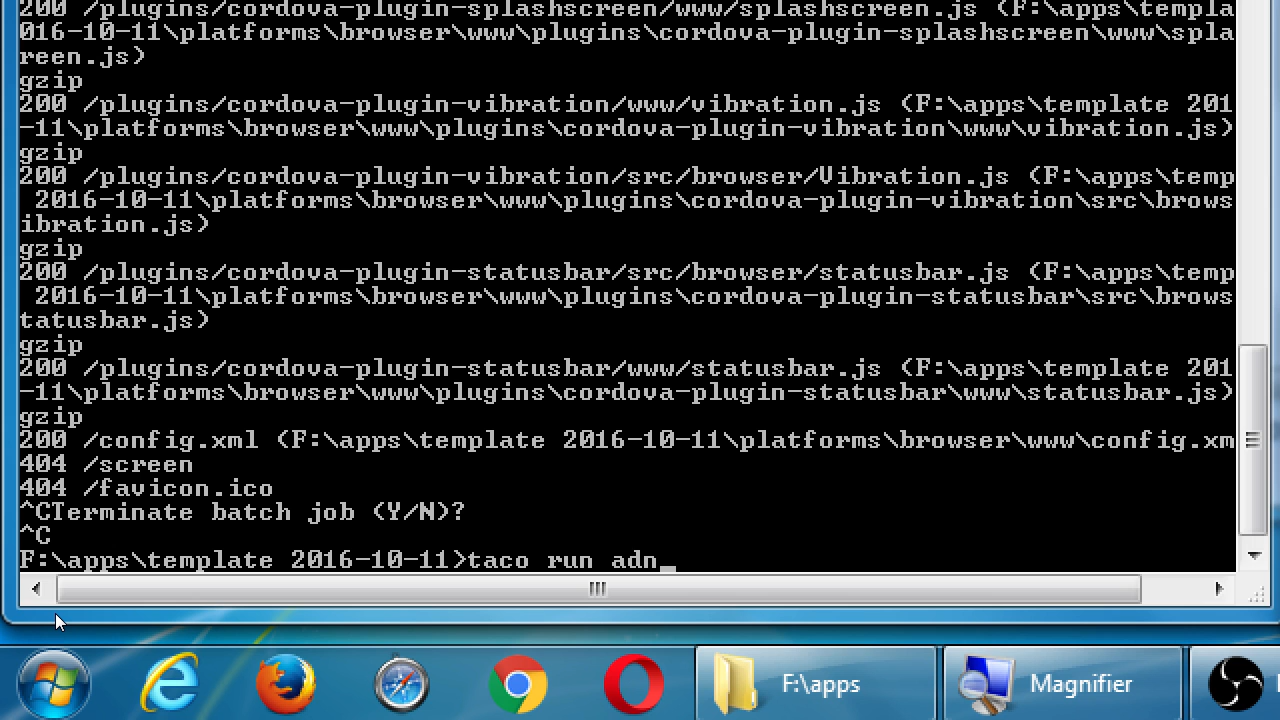 200 /plugins/cordova-plugin-splashscreen/www/splashscreen.js (F:\apps\templa
016-10-11\platforms\browser\www\plugins\cordova-plugin-splashscreen\www\spla
reen.js)
gzip
200 /plugins/cordova-plugin-vibration/www/vibration.js (F:\apps\template 201
-11\platforms\browser\www\plugins\cordova-plugin-vibration\www\vibration.js)
gzip
200 /plugins/cordova-plugin-vibration/src/browser/Vibration.js (F:\apps\temp
2016-10-11\platforms\browser\www\plugins\cordova-plugin-vibration\src\brows
ibration.js)
gzip
200 /plugins/cordova-plugin-statusbar/src/browser/statusbar.js (F:\apps\temp
2016-10-11\platforms\browser\www\plugins\cordova-plugin-statusbar\src\brows
tatusbar.js)
gzip
200 /plugins/cordova-plugin-statusbar/www/statusbar.js (F:\apps\template 201
-11\platforms\browser\www\plugins\cordova-plugin-statusbar\www\statusbar.js)
gzip
200 /config.xml (F:\apps\template 2016-10-11\platforms\browser\www\config.xm
404 /screen
404 /favicon.ico
^CTerminate batch job (Y/N)?
^C
F:\apps\template 2016-10-11>taco run adn_
F:\apps
Magnifier